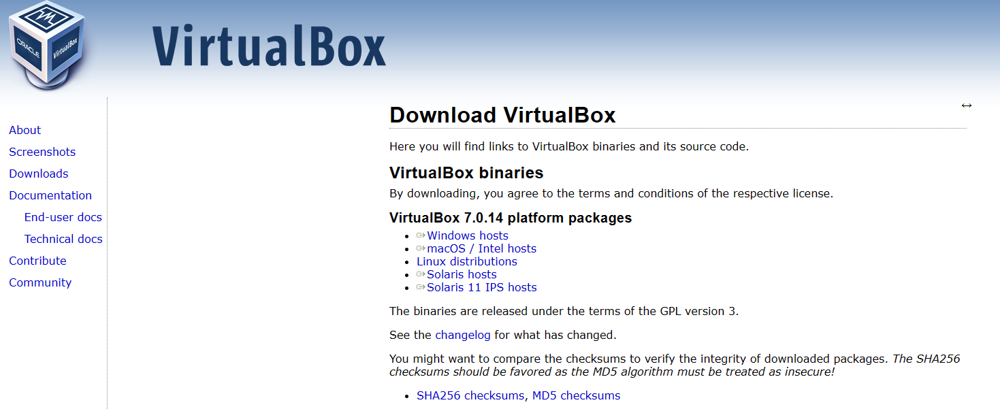 ORACLE
VirtualBox
VirtualBox
About
Screenshots
Downloads
Documentation
End-user docs
Technical docs
Contribute
Community
Download VirtualBox
Here you will find links to VirtualBox binaries and its source code.
VirtualBox binaries
By downloading, you agree to the terms and conditions of the respective license.
VirtualBox 7.0.14 platform packages
Windows hosts
macOS / Intel hosts
Linux distributions
Solaris hosts
Solaris 11 IPS hosts
The binaries are released under the terms of the GPL version 3.
See the changelog for what has changed.
You might want to compare the checksums to verify the integrity of downloaded packages. The SHA256
checksums should be favored as the MD5 algorithm must be treated as insecure!
SHA256 checksums, MD5 checksums